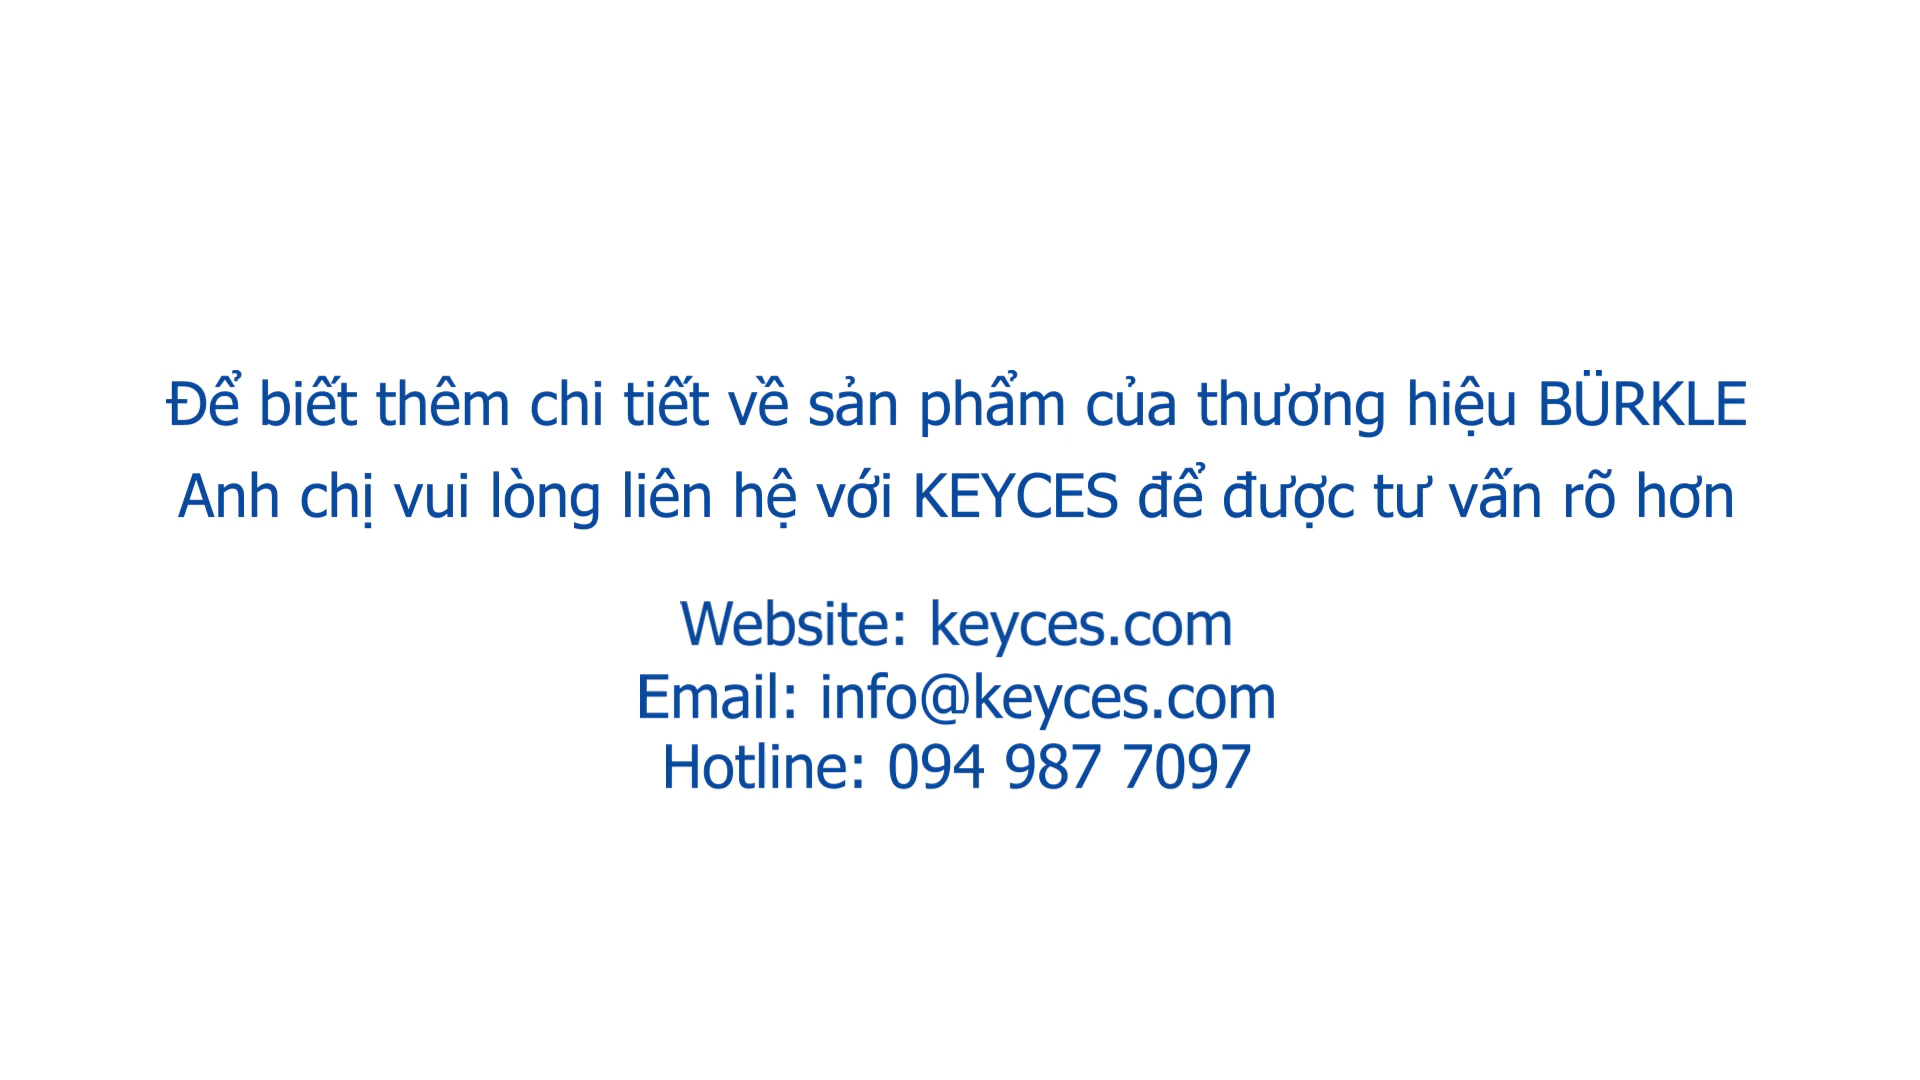 Để biết thêm chi tiết về sản phẩm của thương hiệu BÜRKLE
Anh chị vui lòng liên hệ với KEYCES để được tư vấn rõ hơn
Website: keyces.com
Email: info@keyces.com
Hotline: 094 987 7097